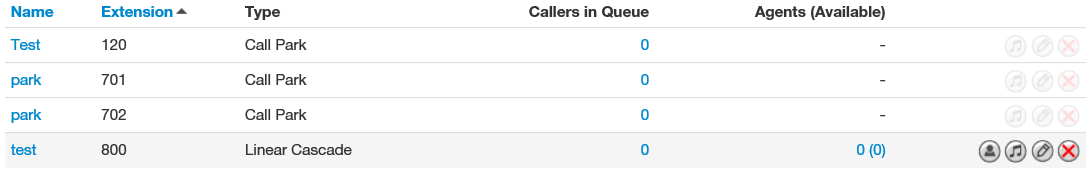 Name Extension Type Callers in Queue Agents (Available)
Test 120 Call Park 0 -
park 701 Call Park 0 -
park 702 Call Park 0 -
test 800 Linear Cascade 0 0 (0)